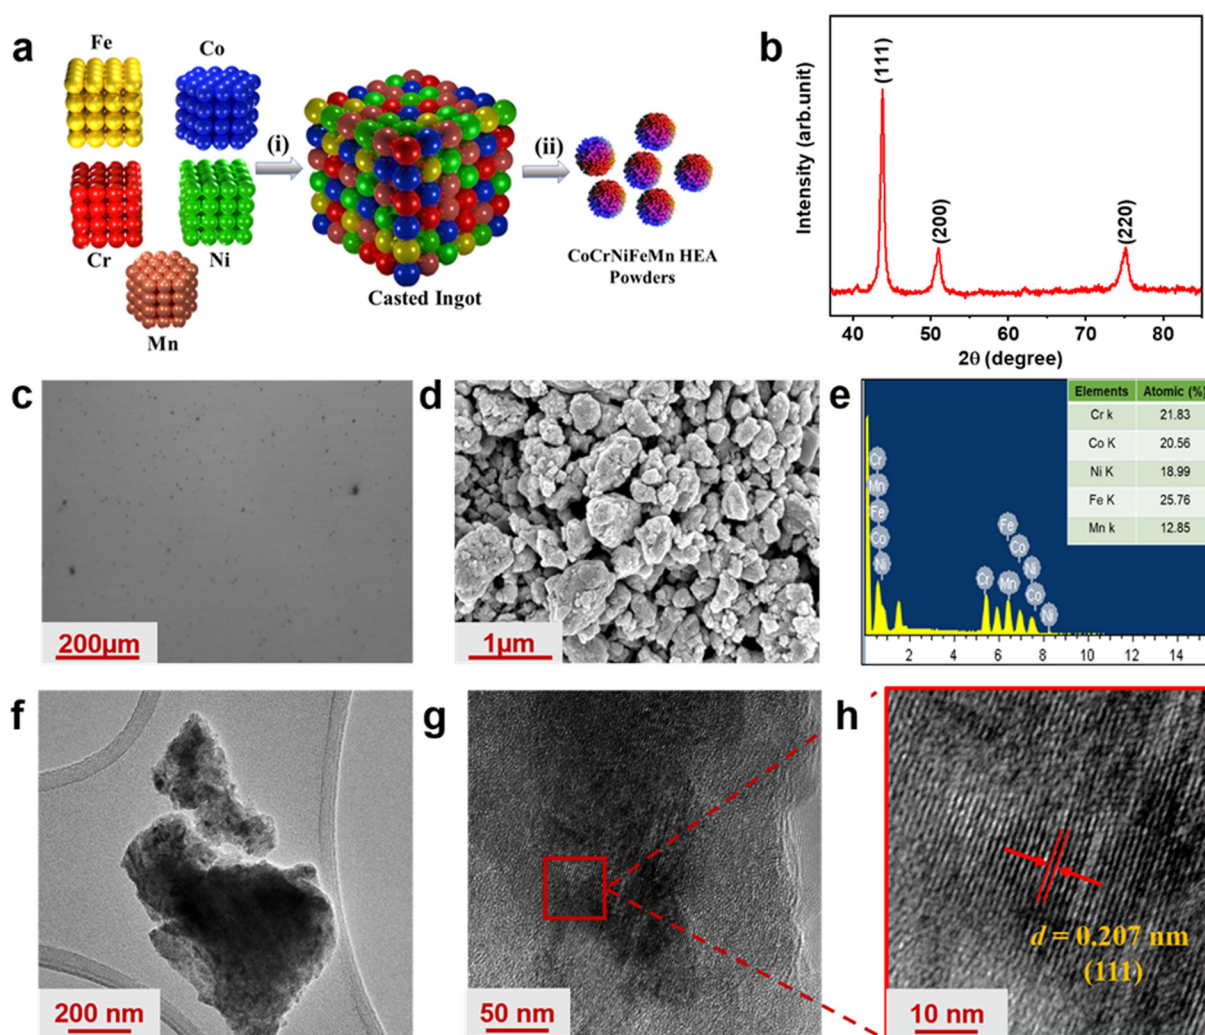 a
Fe
Co
(i)
(ii)
Cr
Ni
Mn
Casted Ingot
CoCrNiFeMn HEA
Powders
b
Intensity (arb.unit)
(111)
(200)
(220)
40
50
60
70
80
2θ (degree)
c
200µm
d
1µm
e
Elements Atomic (%)
Cr k 21.83
Co K 20.56
Ni K 18.99
Fe K 25.76
Mn k 12.85
Cr
Mn
Fe
Co
Ni
Fe
Co
Ni
Cr
Mn
Co
Ni
2 4 6 8 10 12 14
f
200 nm
g
50 nm
h
d = 0.207 nm
(111)
10 nm